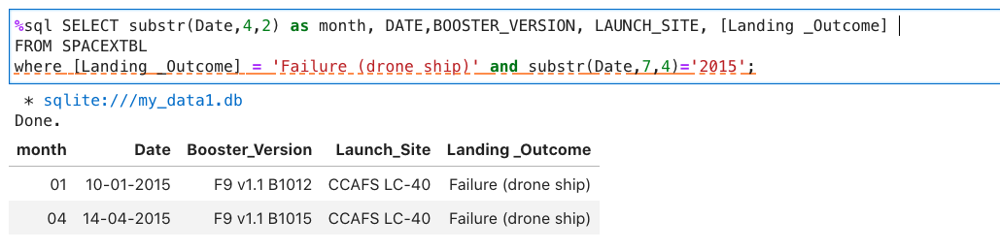 %sql SELECT substr(Date,4,2) as month, DATE,BOOSTER_VERSION, LAUNCH_SITE, [Landing _Outcome]
FROM SPACEXTBL
where [Landing _Outcome] = 'Failure (drone ship)' and substr(Date,7,4)='2015';
* sqlite:///my_data1.db
Done.
month Date Booster_Version Launch_Site Landing _Outcome
01 10-01-2015 F9 v1.1 B1012 CCAFS LC-40 Failure (drone ship)
04 14-04-2015 F9 v1.1 B1015 CCAFS LC-40 Failure (drone ship)